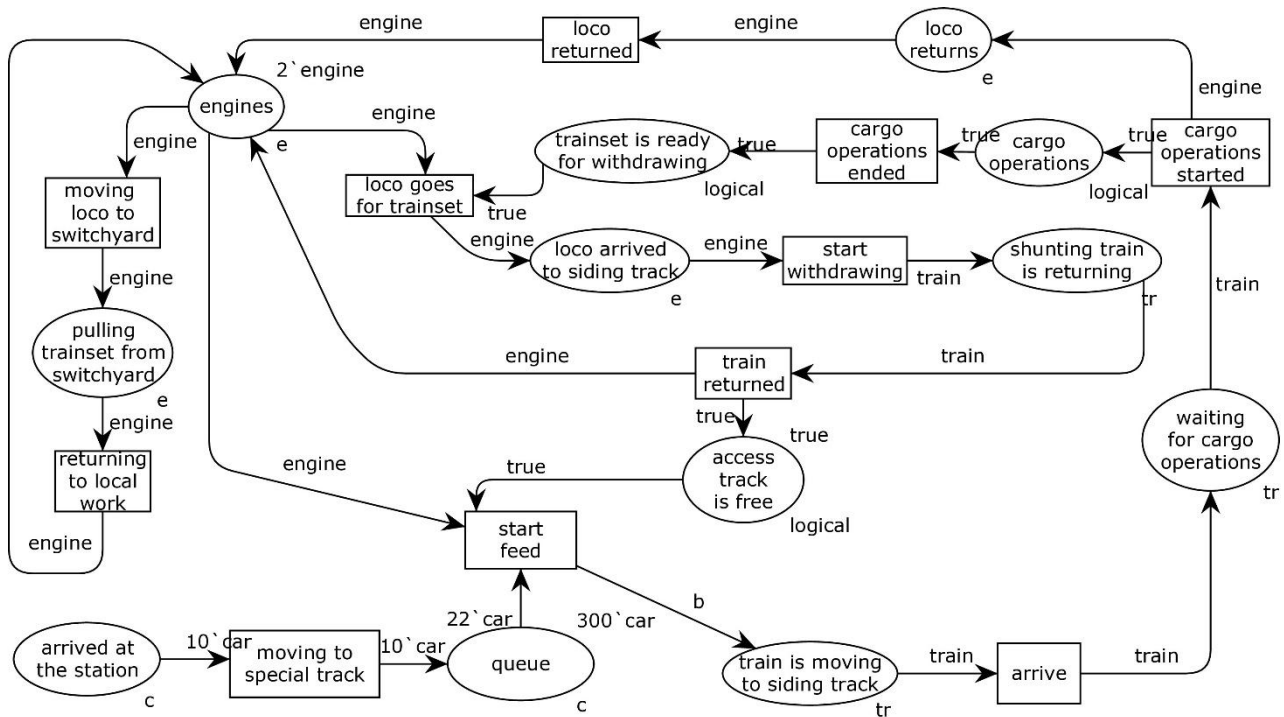 engine
loco
returned
engine
loco
returns
e
engine
2`engine
engines
e
engine
engine
trainset is ready
for withdrawing
logical
true
cargo
operations
ended
true
cargo
operations
logical
true
cargo
operations
started
moving
loco to
switchyard
loco goes
for trainset
true
engine
loco arrived
to siding track
e
engine
start
withdrawing
train
shunting train
is returning
tr
train
engine
pulling
trainset from
switchyard
e
engine
engine
train
returned
train
true
true
access
track
is free
logical
true
waiting
for cargo
operations
tr
returning
to local
work
engine
engine
start
feed
b
22`car
300`car
arrived at
the station
c
10`car
moving to
special track
10`car
queue
c
train is moving
to siding track
tr
train
arrive
train